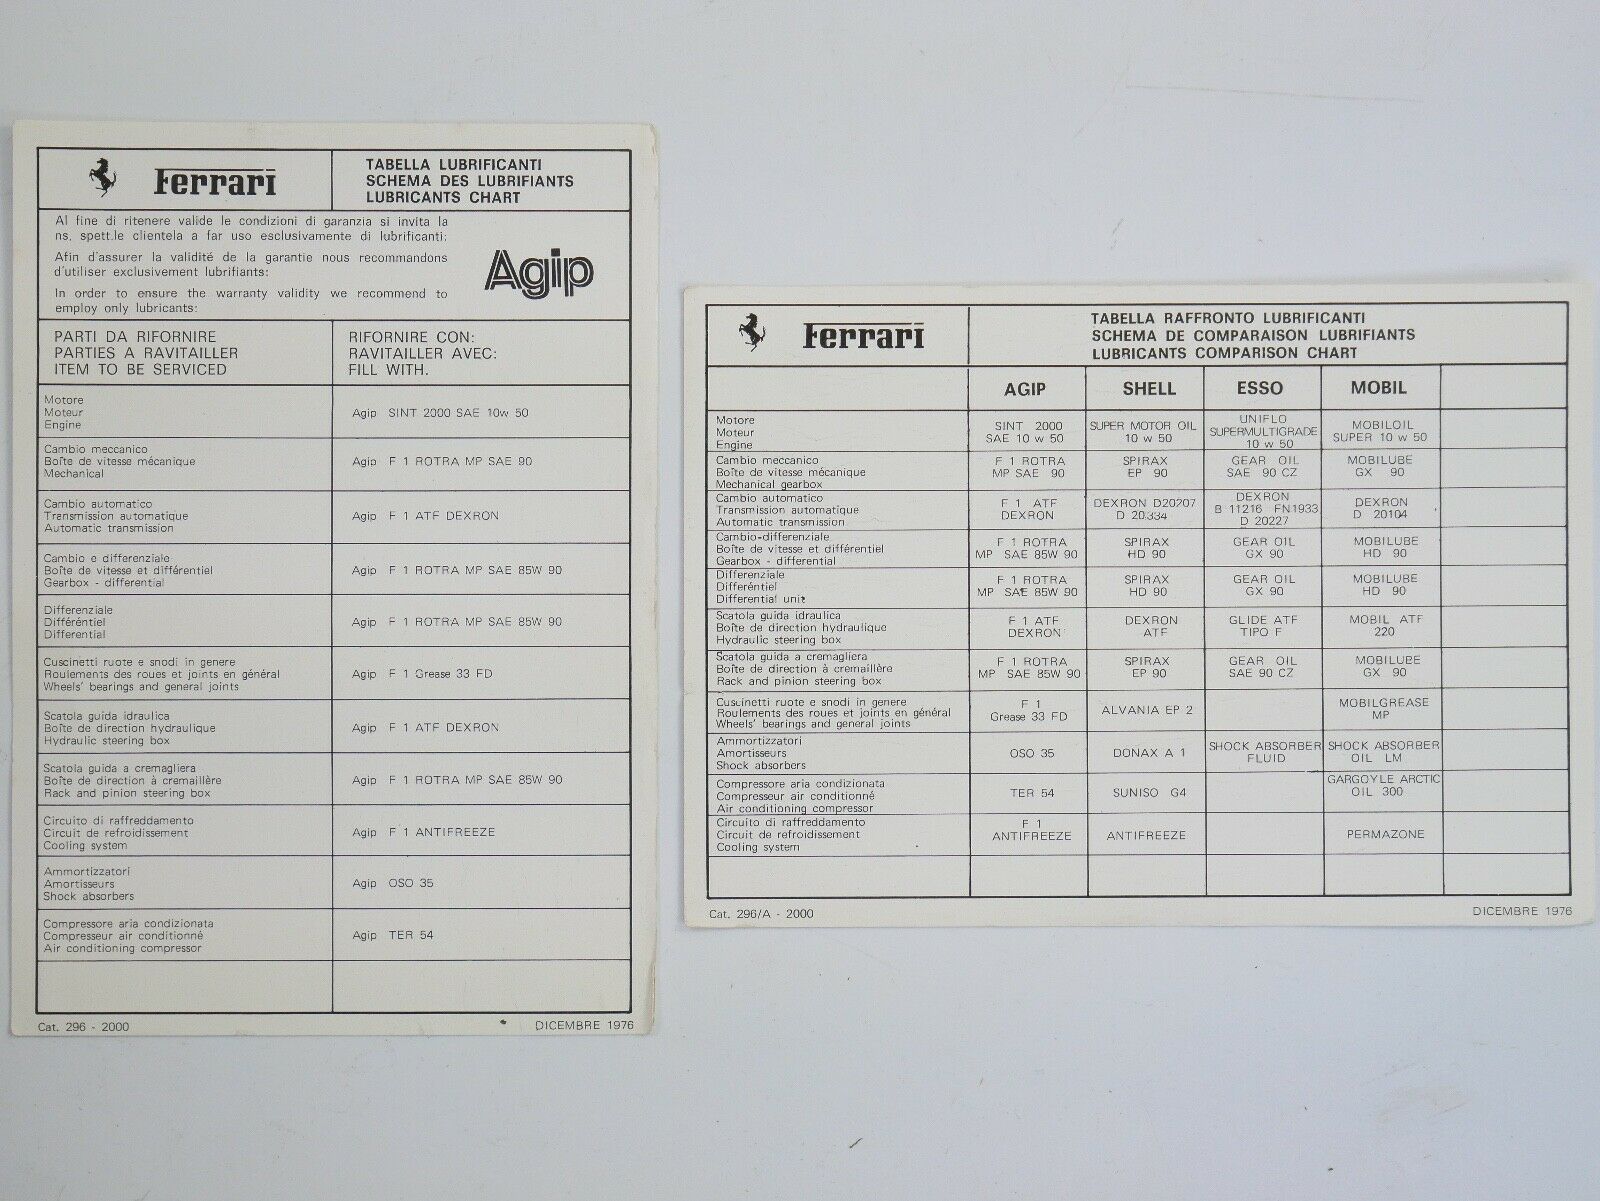 Ferrari
TABELLA LUBRIFICANTI
SCHEMA DES LUBRIFIANTS
LUBRICANTS CHART
Al fine di ritenere valide le condizioni di garanzia si invita la
ns. spett.le clientela a far uso esclusivamente di lubrificanti:
Afin d'assurer la validité de la garantie nous recommandons
d'utiliser exclusivement lubrifiants:
In order to ensure the warranty validity we recommend to
employ only lubricants:
Agip
PARTI DA RIFORNIRE
PARTIES A RAVITAILLER
ITEM TO BE SERVICED
RIFORNIRE CON:
RAVITAILLER AVEC:
FILL WITH.
Motore
Moteur
Engine
Agip SINT 2000 SAE 10w 50
Cambio meccanico
Boîte de vitesse mécanique
Mechanical
Agip F 1 ROTRA MP SAE 90
Cambio automatico
Transmission automatique
Automatic transmission
Agip F 1 ATF DEXRON
Cambio e differenziale
Boîte de vitesse et différentiel
Gearbox - differential
Agip F 1 ROTRA MP SAE 85W 90
Differenziale
Différéntiel
Differential
Agip F 1 ROTRA MP SAE 85W 90
Cuscinetti ruote e snodi in genere
Roulements des roues et joints en général
Wheels' bearings and general joints
Agip F 1 Grease 33 FD
Scatola guida idraulica
Boîte de direction hydraulique
Hydraulic steering box
Agip F 1 ATF DEXRON
Scatola guida a cremagliera
Boîte de direction à cremaillère
Rack and pinion steering box
Agip F 1 ROTRA MP SAE 85W 90
Circuito di raffreddamento
Circuit de refroidissement
Cooling system
Agip F 1 ANTIFREEZE
Ammortizzatori
Amortisseurs
Shock absorbers
Agip OSO 35
Compressore aria condizionata
Compresseur air conditionné
Air conditioning compressor
Agip TER 54
Cat. 296 - 2000
DICEMBRE 1976
Ferrari
TABELLA RAFFRONTO LUBRIFICANTI
SCHEMA DE COMPARAISON LUBRIFIANTS
LUBRICANTS COMPARISON CHART
AGIP
SHELL
ESSO
MOBIL
Motore
Moteur
Engine
SINT 2000
SAE 10 w 50
SUPER MOTOR OIL
10 w 50
UNIFLO
SUPERMULTIGRADE
10 w 50
MOBILOIL
SUPER 10 w 50
Cambio meccanico
Boîte de vitesse mécanique
Mechanical gearbox
F 1 ROTRA
MP SAE 90
SPIRAX
EP 90
GEAR OIL
SAE 90 CZ
MOBILUBE
GX 90
Cambio automatico
Transmission automatique
Automatic transmission
F 1 ATF
DEXRON
DEXRON D20207
D 20334
DEXRON
B 11216 FN1933
D 20227
DEXRON
D 20104
Cambio-differenziale
Boîte de vitesse et différentiel
Gearbox - differential
F 1 ROTRA
MP SAE 85W 90
SPIRAX
HD 90
GEAR OIL
GX 90
MOBILUBE
HD 90
Differenziale
Différéntiel
Differential unit
F 1 ROTRA
MP SAE 85W 90
SPIRAX
HD 90
GEAR OIL
GX 90
MOBILUBE
HD 90
Scatola guida idraulica
Boîte de direction hydraulique
Hydraulic steering box
F 1 ATF
DEXRON
DEXRON
ATF
GLIDE ATF
TIPO F
MOBIL ATF
220
Scatola guida a cremagliera
Boîte de direction à cremaillère
Rack and pinion steering box
F 1 ROTRA
MP SAE 85W 90
SPIRAX
EP 90
GEAR OIL
SAE 90 CZ
MOBILUBE
GX 90
Cuscinetti ruote e snodi in genere
Roulements des roues et joints en général
Wheels' bearings and general joints
F 1
Grease 33 FD
ALVANIA EP 2
MOBILGREASE
MP
Ammortizzatori
Amortisseurs
Shock absorbers
OSO 35
DONAX A 1
SHOCK ABSORBER
FLUID
SHOCK ABSORBER
OIL LM
Compressore aria condizionata
Compresseur air conditionné
Air conditioning compressor
TER 54
SUNISO G4
GARGOYLE ARCTIC
OIL 300
Circuito di raffreddamento
Circuit de refroidissement
Cooling system
F 1
ANTIFREEZE
ANTIFREEZE
PERMAZONE
Cat. 296/A - 2000
DICEMBRE 1976